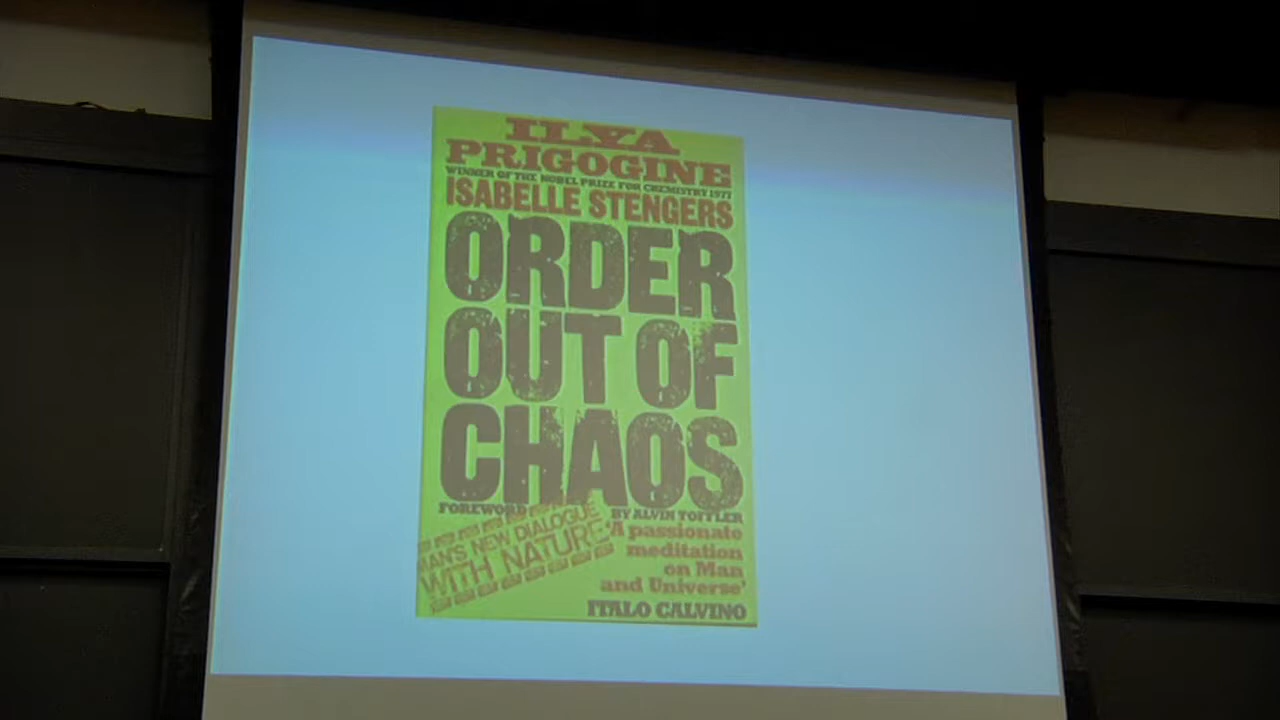 ILYA
PRIGOGINE
WINNER OF THE NOBEL PRIZE FOR CHEMISTRY 1977
ISABELLE STENGERS
ORDER
OUT OF
CHAOS
FOREWORD BY ALVIN TOFFLER
MAN'S NEW DIALOGUE
WITH NATURE
'A passionate
meditation
on Man
and Universe'
ITALO CALVINO